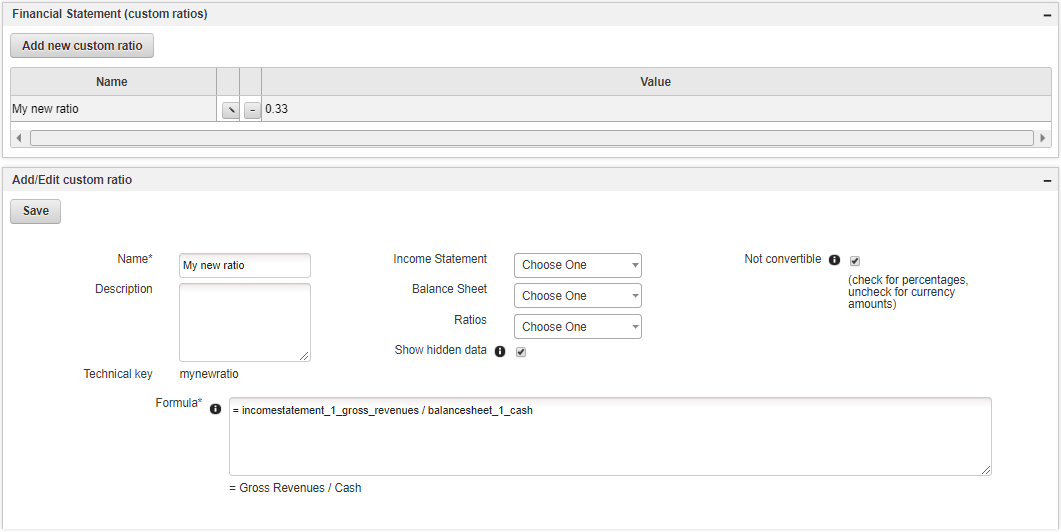 Financial Statement (custom ratios)
Add new custom ratio
Name Value
My new ratio 0.33
Add/Edit custom ratio
Save
Name* My new ratio
Income Statement Choose One
Not convertible
(check for percentages,
uncheck for currency
amounts)
Description
Balance Sheet Choose One
Ratios Choose One
Show hidden data
Technical key mynewratio
Formula* = incomestatement_1_gross_revenues / balancesheet_1_cash
= Gross Revenues / Cash